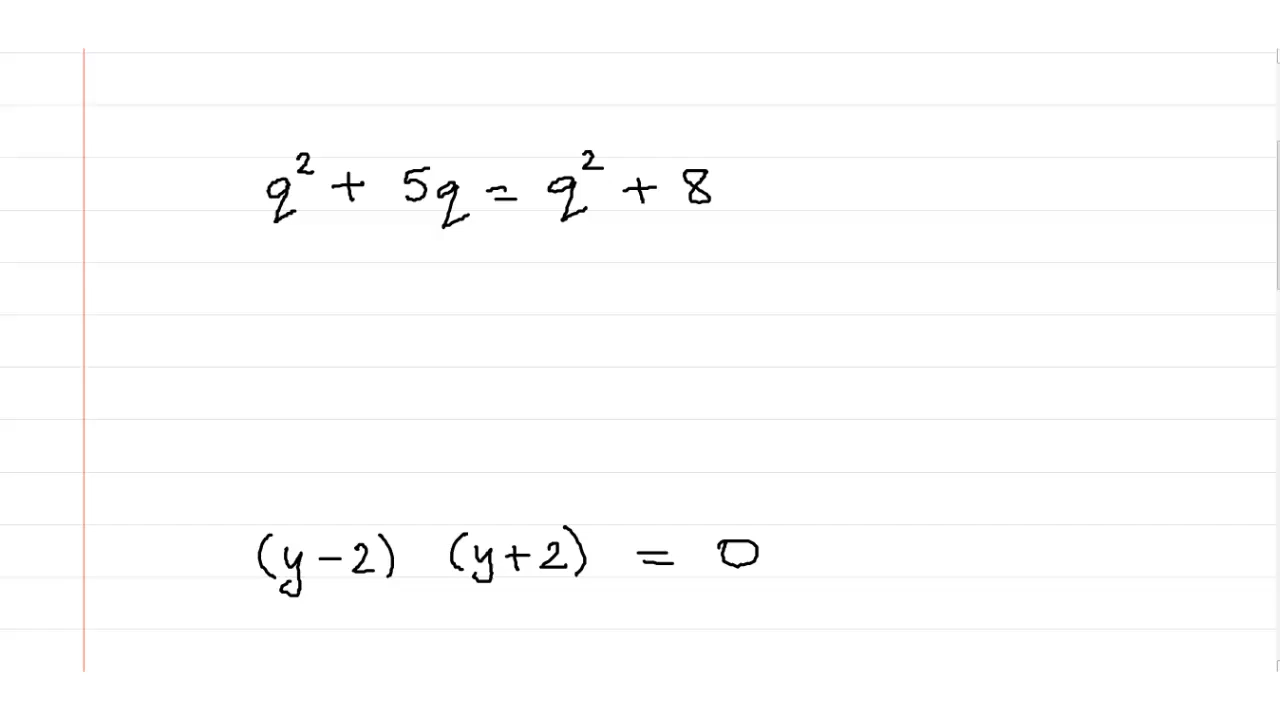 q² + 5q = q² + 8
(y-2) (y+2) = 0